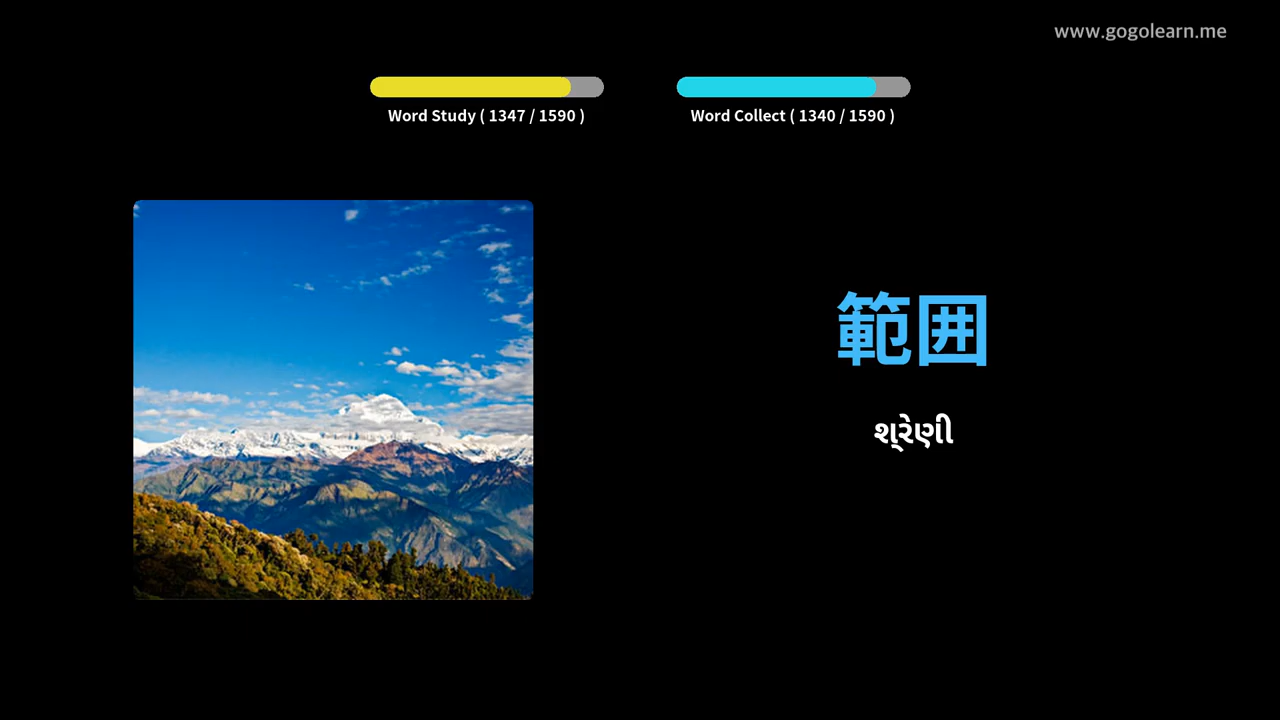 www.gogolearn.me
Word Study ( 1347 / 1590 )
Word Collect ( 1340 / 1590 )
範囲
શ્રેણી